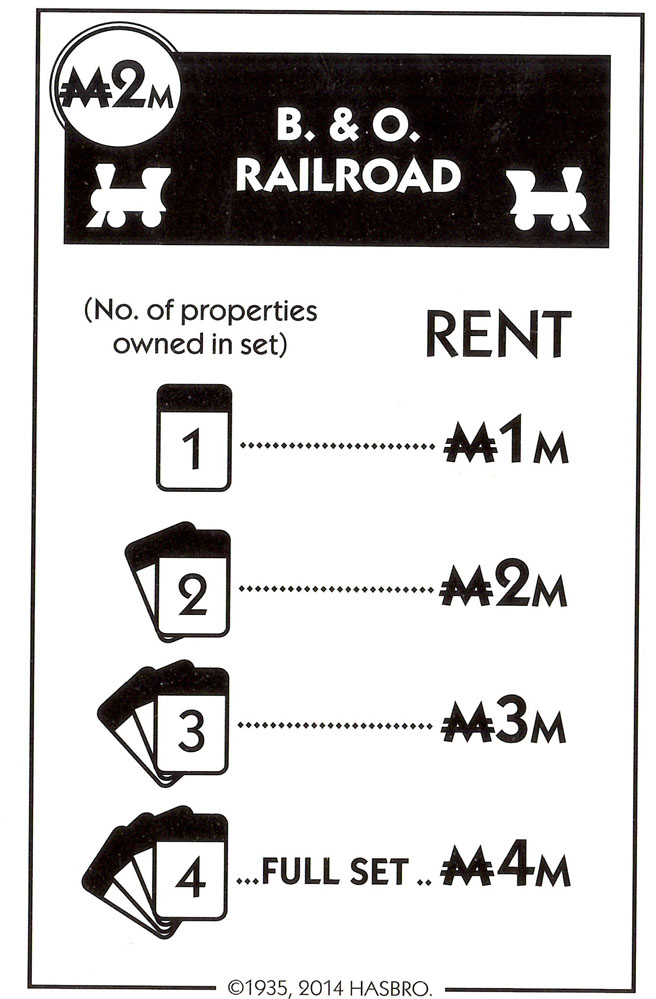 ₩2M
B. & O.
RAILROAD
(No. of properties
owned in set)
RENT
1 ........ ₩1M
2 ........ ₩2M
3 ........ ₩3M
4 ...FULL SET .. ₩4M
©1935, 2014 HASBRO.